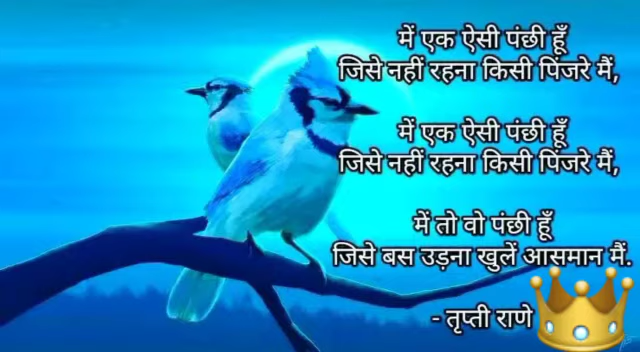 में एक ऐसी पंछी हूँ
जिसे नहीं रहना किसी पिंजरे मैं,
में एक ऐसी पंछी हूँ
जिसे नहीं रहना किसी पिंजरे मैं,
में तो वो पंछी हूँ
जिसे बस उड़ना खुलें आसमान मैं.
- तृप्ती राणे